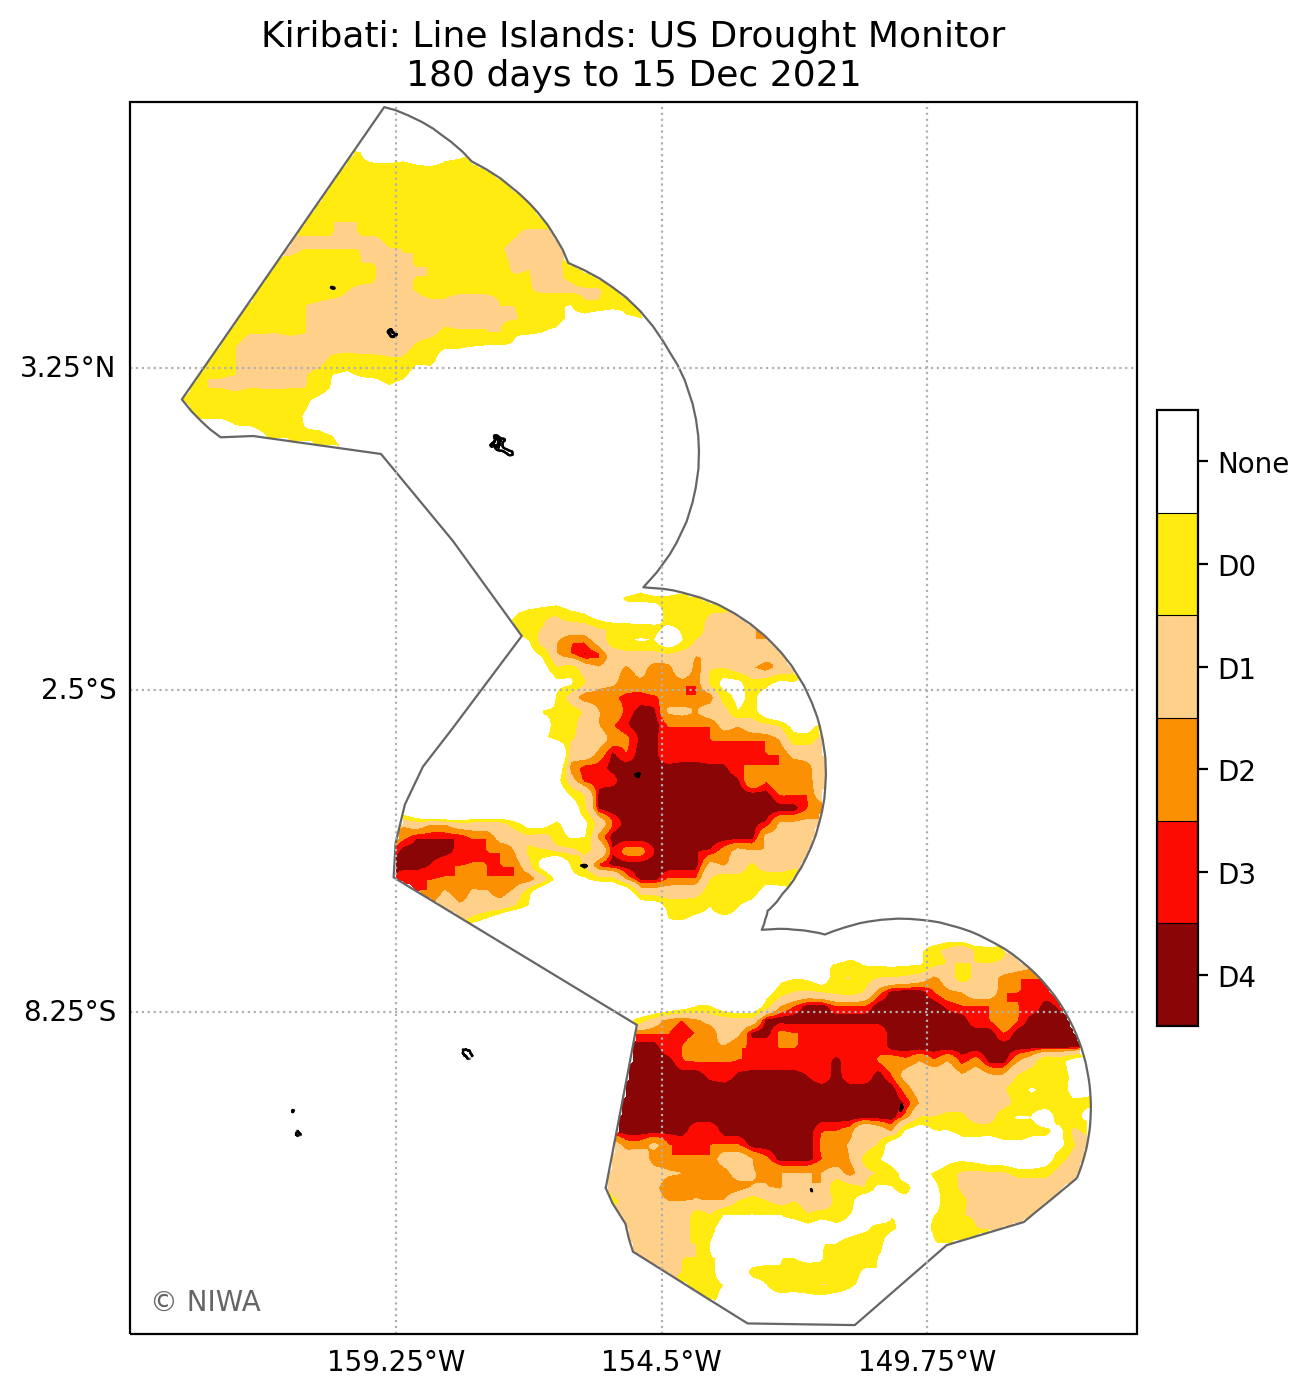 Kiribati: Line Islands: US Drought Monitor
180 days to 15 Dec 2021
3.25°N
2.5°S
8.25°S
159.25°W
154.5°W
149.75°W
None
D0
D1
D2
D3
D4
© NIWA